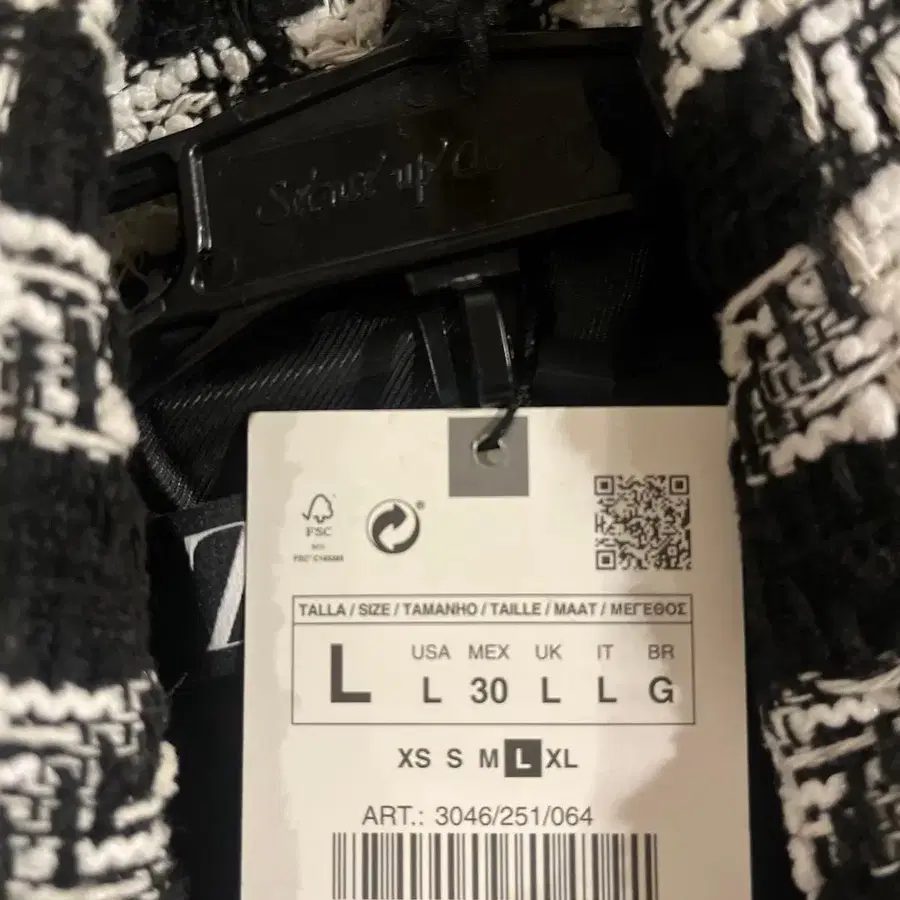 up
Z
FSC
®
TALLA / SIZE / TAMANHO / TAILLE / MAAT / ΜΕΓΕΘΟΣ
L
USA MEX UK IT BR
L 30 L L G
XS S M L XL
ART.: 3046/251/064